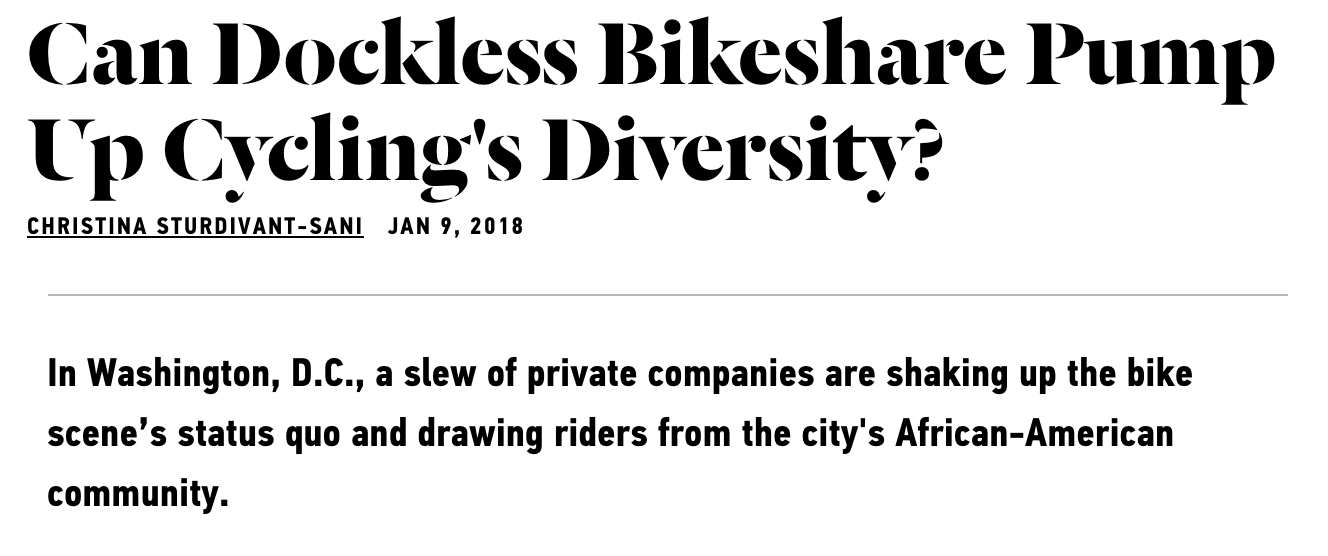 Can Dockless Bikeshare Pump
Up Cycling's Diversity?
CHRISTINA STURDIVANT-SANI JAN 9, 2018
In Washington, D.C., a slew of private companies are shaking up the bike
scene’s status quo and drawing riders from the city's African-American
community.